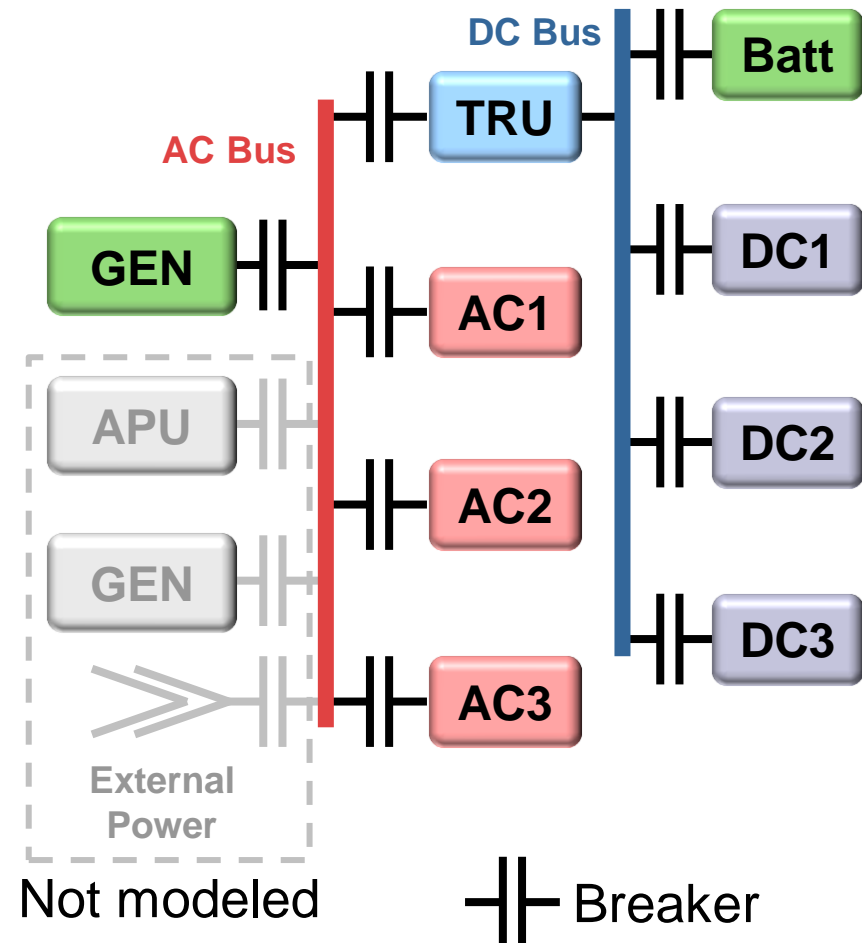 DC Bus
Batt
TRU
AC Bus
DC1
GEN
AC1
APU
DC2
AC2
GEN
DC3
AC3
External
Power
Not modeled
Breaker